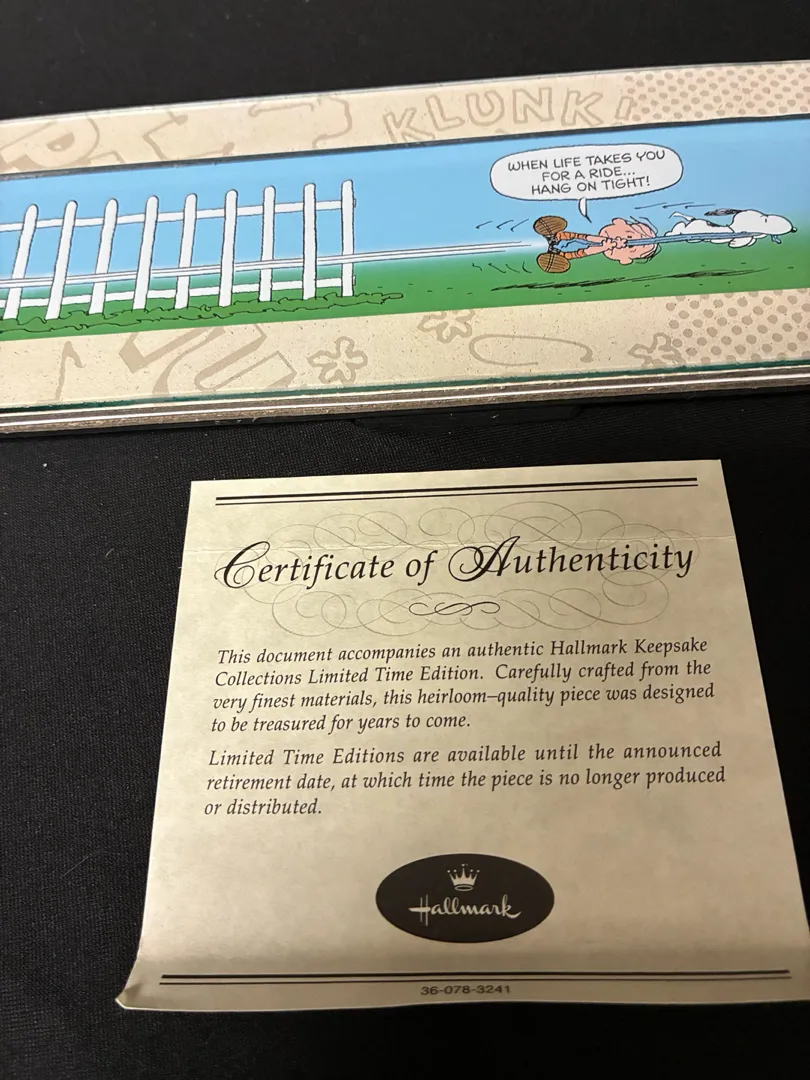 KLUNK!
WHEN LIFE TAKES YOU
FOR A RIDE...
HANG ON TIGHT!
Certificate of Authenticity
This document accompanies an authentic Hallmark Keepsake
Collections Limited Time Edition. Carefully crafted from the
very finest materials, this heirloom–quality piece was designed
to be treasured for years to come.
Limited Time Editions are available until the announced
retirement date, at which time the piece is no longer produced
or distributed.
Hallmark
36-078-3241